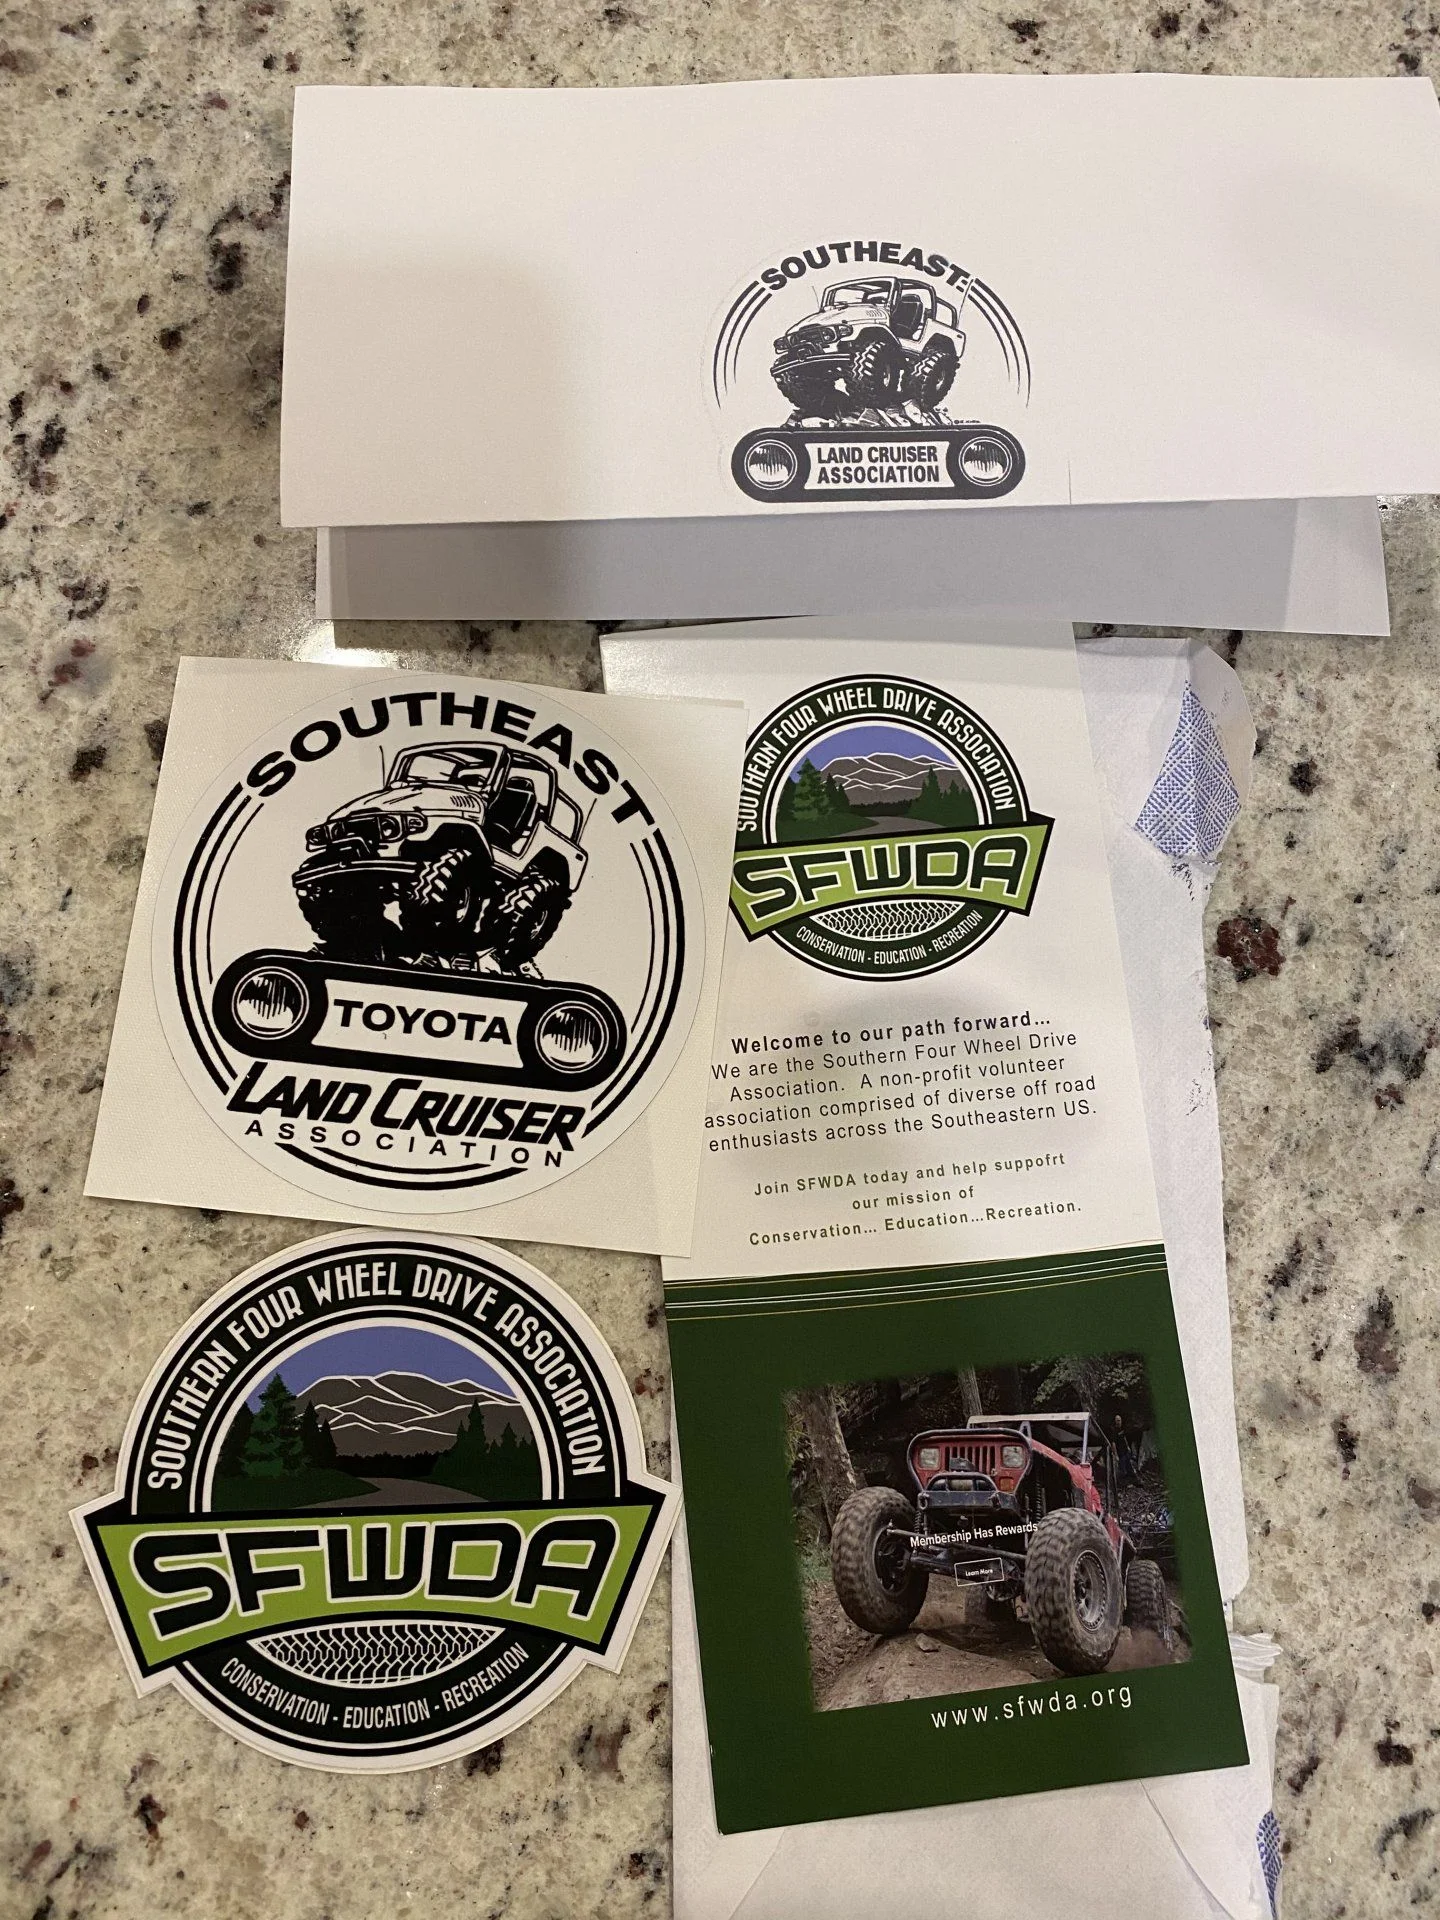 SOUTHEAST
LAND CRUISER
ASSOCIATION
SOUTHEAST
TOYOTA
LAND CRUISER
ASSOCIATION
SOUTHERN FOUR WHEEL DRIVE ASSOCIATION
SFWDA
CONSERVATION - EDUCATION - RECREATION
Welcome to our path forward...
We are the Southern Four Wheel Drive
Association. A non-profit volunteer
association comprised of diverse off road
enthusiasts across the Southeastern US.
Join SFWDA today and help suppofrt
our mission of
Conservation... Education...Recreation.
Membership Has Rewards
Learn More
www.sfwda.org
SOUTHERN FOUR WHEEL DRIVE ASSOCIATION
SFWDA
CONSERVATION - EDUCATION - RECREATION